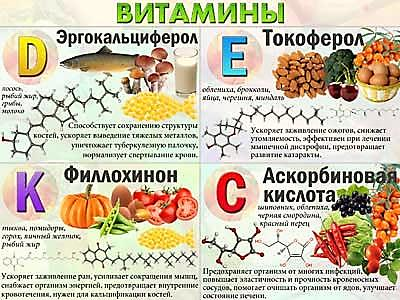 ВИТАМИНЫ
D
Эргокальциферол
лосось,
рыбий жир,
грибы,
молоко
Способствует сохранению структуры
костей, ускоряет выведение тяжелых металлов,
уничтожает туберкулезную палочку,
нормализует свертывание крови.
E
Токоферол
облепиха, брокколи,
яйца, черешня, миндаль
Ускоряет заживление ожогов, снижает
утомляемость, эффективен при лечении
мышечной дистрофии, предотвращает
развитие катаракты.
K
Филлохинон
тыква, помидоры,
горох, яичный желток,
рыбий жир
Ускоряет заживление ран, усиливает сокращения мышц,
снабжает организм энергией, предотвращает внутренние
кровотечения, нужен для кальцификации костей.
C
Аскорбиновая
кислота
шиповник, облепиха,
черная смородина,
красный перец
Предохраняет организм от многих инфекций,
повышает эластичность и прочность кровеносных
сосудов, помогает очищать организм от ядов, улучшает
состояние печени.